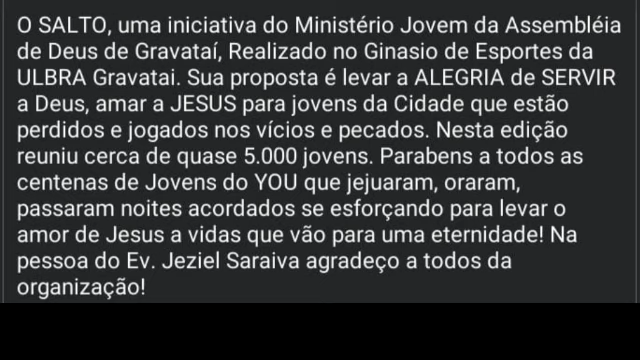 O SALTO, uma iniciativa do Ministério Jovem da Assembléia
de Deus de Gravataí, Realizado no Ginasio de Esportes da
ULBRA Gravatai. Sua proposta é levar a ALEGRIA de SERVIR
a Deus, amar a JESUS para jovens da Cidade que estão
perdidos e jogados nos vícios e pecados. Nesta edição
reuniu cerca de quase 5.000 jovens. Parabens a todos as
centenas de Jovens do YOU que jejuaram, oraram,
passaram noites acordados se esforçando para levar o
amor de Jesus a vidas que vão para uma eternidade! Na
pessoa do Ev. Jeziel Saraiva agradeço a todos da
organização!